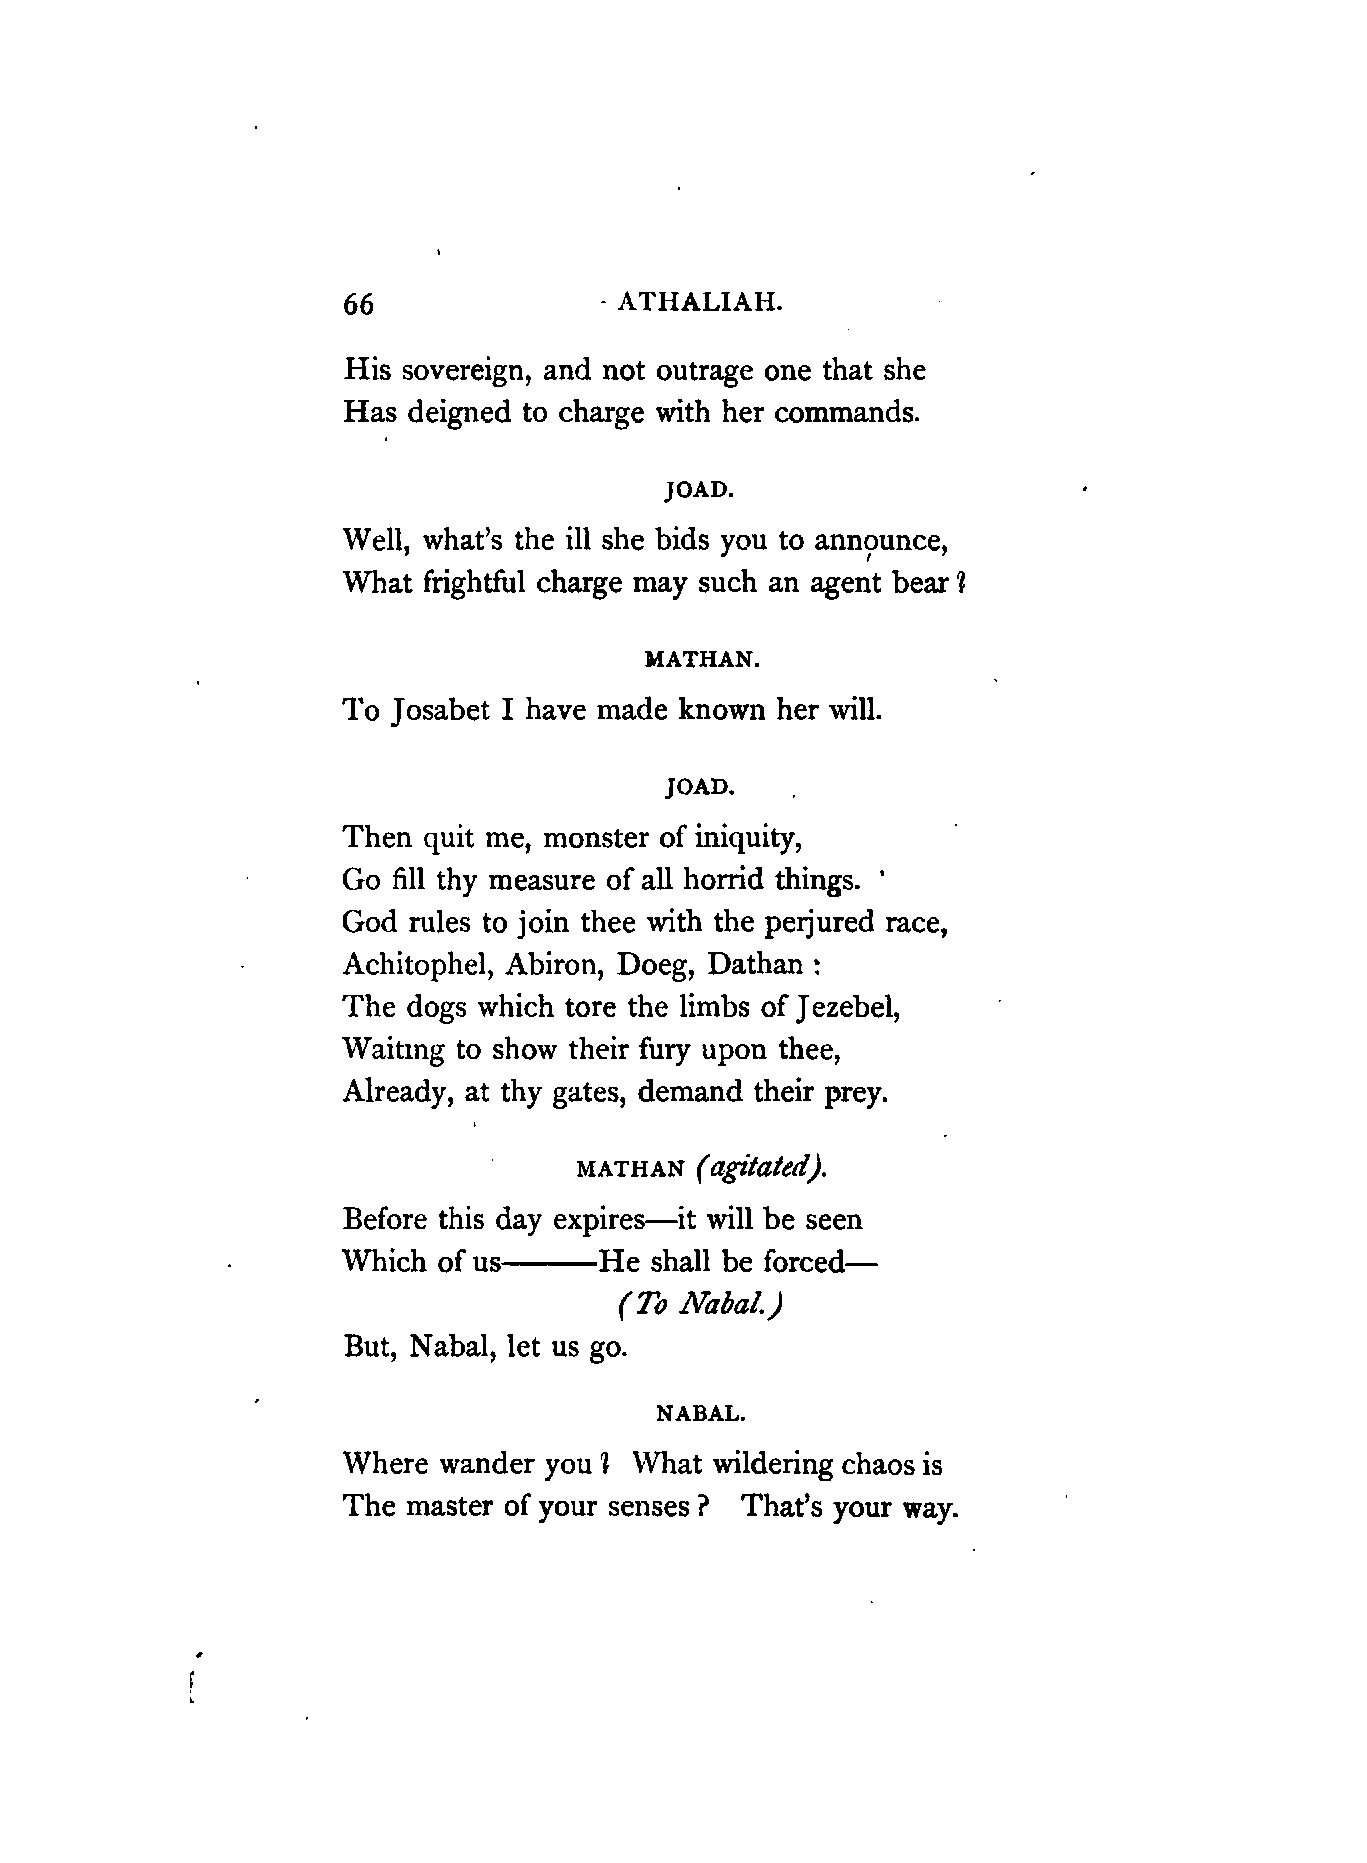 66 ATHALIAH.
His sovereign, and not outrage one that she
Has deigned to charge with her commands.
JOAD.
Well, what's the ill she bids you to announce,
What frightful charge may such an agent bear?
MATHAN.
To Josabet I have made known her will.
JOAD.
Then quit me, monster of iniquity,
Go fill thy measure of all horrid things.
God rules to join thee with the perjured race,
Achitophel, Abiron, Doeg, Dathan:
The dogs which tore the limbs of Jezebel,
Waiting to show their fury upon thee,
Already, at thy gates, demand their prey.
MATHAN (agitated).
Before this day expires—it will be seen
Which of us———He shall be forced—
(To Nabal.)
But, Nabal, let us go.
NABAL.
Where wander you? What wildering chaos is
The master of your senses? That's your way.